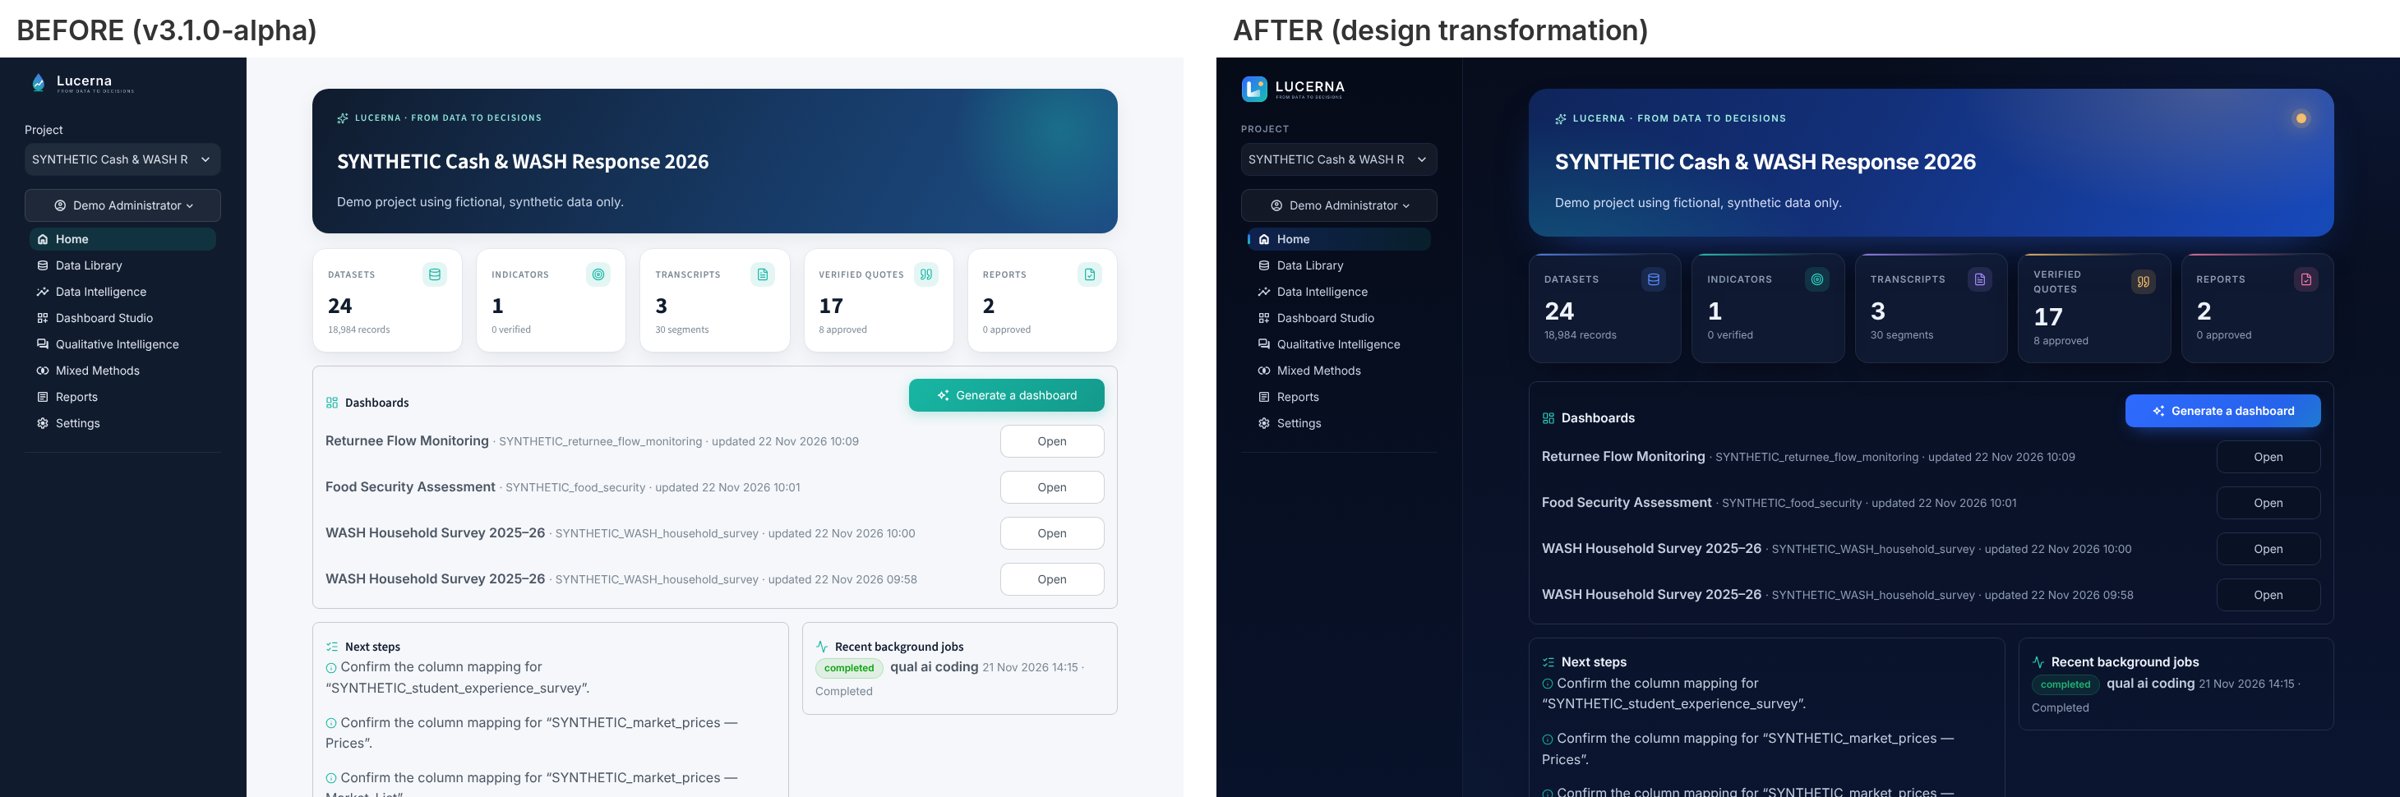 BEFORE (v3.1.0-alpha)
Lucerna
FROM DATA TO DECISIONS
Project
SYNTHETIC Cash & WASH R
Demo Administrator
Home
Data Library
Data Intelligence
Dashboard Studio
Qualitative Intelligence
Mixed Methods
Reports
Settings
LUCERNA · FROM DATA TO DECISIONS
SYNTHETIC Cash & WASH Response 2026
Demo project using fictional, synthetic data only.
DATASETS
24
18,984 records
INDICATORS
1
0 verified
TRANSCRIPTS
3
30 segments
VERIFIED QUOTES
17
8 approved
REPORTS
2
0 approved
Dashboards
Generate a dashboard
Returnee Flow Monitoring · SYNTHETIC_returnee_flow_monitoring · updated 22 Nov 2026 10:09
Open
Food Security Assessment · SYNTHETIC_food_security · updated 22 Nov 2026 10:01
Open
WASH Household Survey 2025–26 · SYNTHETIC_WASH_household_survey · updated 22 Nov 2026 10:00
Open
WASH Household Survey 2025–26 · SYNTHETIC_WASH_household_survey · updated 22 Nov 2026 09:58
Open
Next steps
Confirm the column mapping for
“SYNTHETIC_student_experience_survey”.
Confirm the column mapping for “SYNTHETIC_market_prices —
Prices”.
Confirm the column mapping for “SYNTHETIC_market_prices —
Market_List”
Recent background jobs
completed qual ai coding 21 Nov 2026 14:15 ·
Completed
AFTER (design transformation)
LUCERNA
FROM DATA TO DECISIONS
PROJECT
SYNTHETIC Cash & WASH R
Demo Administrator
Home
Data Library
Data Intelligence
Dashboard Studio
Qualitative Intelligence
Mixed Methods
Reports
Settings
LUCERNA · FROM DATA TO DECISIONS
SYNTHETIC Cash & WASH Response 2026
Demo project using fictional, synthetic data only.
DATASETS
24
18,984 records
INDICATORS
1
0 verified
TRANSCRIPTS
3
30 segments
VERIFIED
QUOTES
17
8 approved
REPORTS
2
0 approved
Dashboards
Generate a dashboard
Returnee Flow Monitoring · SYNTHETIC_returnee_flow_monitoring · updated 22 Nov 2026 10:09
Open
Food Security Assessment · SYNTHETIC_food_security · updated 22 Nov 2026 10:01
Open
WASH Household Survey 2025–26 · SYNTHETIC_WASH_household_survey · updated 22 Nov 2026 10:00
Open
WASH Household Survey 2025–26 · SYNTHETIC_WASH_household_survey · updated 22 Nov 2026 09:58
Open
Next steps
Confirm the column mapping for
“SYNTHETIC_student_experience_survey”.
Confirm the column mapping for “SYNTHETIC_market_prices —
Prices”.
Confirm the column mapping for “SYNTHETIC_market_prices —
Recent background jobs
completed qual ai coding 21 Nov 2026 14:15 ·
Completed